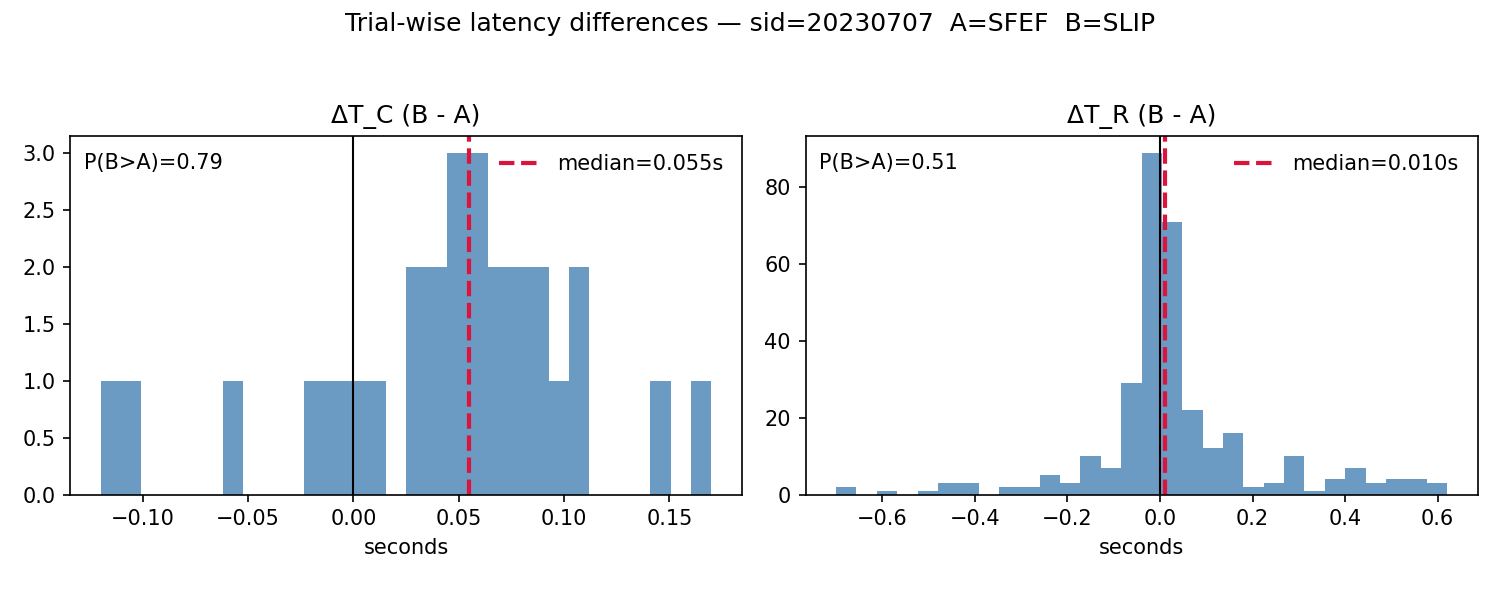 Trial-wise latency differences — sid=20230707  A=SFEF  B=SLIP
ΔT_C (B - A)
P(B>A)=0.79
median=0.055s
3.0
2.5
2.0
1.5
1.0
0.5
0.0
−0.10 −0.05 0.00 0.05 0.10 0.15
seconds
ΔT_R (B - A)
P(B>A)=0.51
median=0.010s
80
60
40
20
0
−0.6 −0.4 −0.2 0.0 0.2 0.4 0.6
seconds